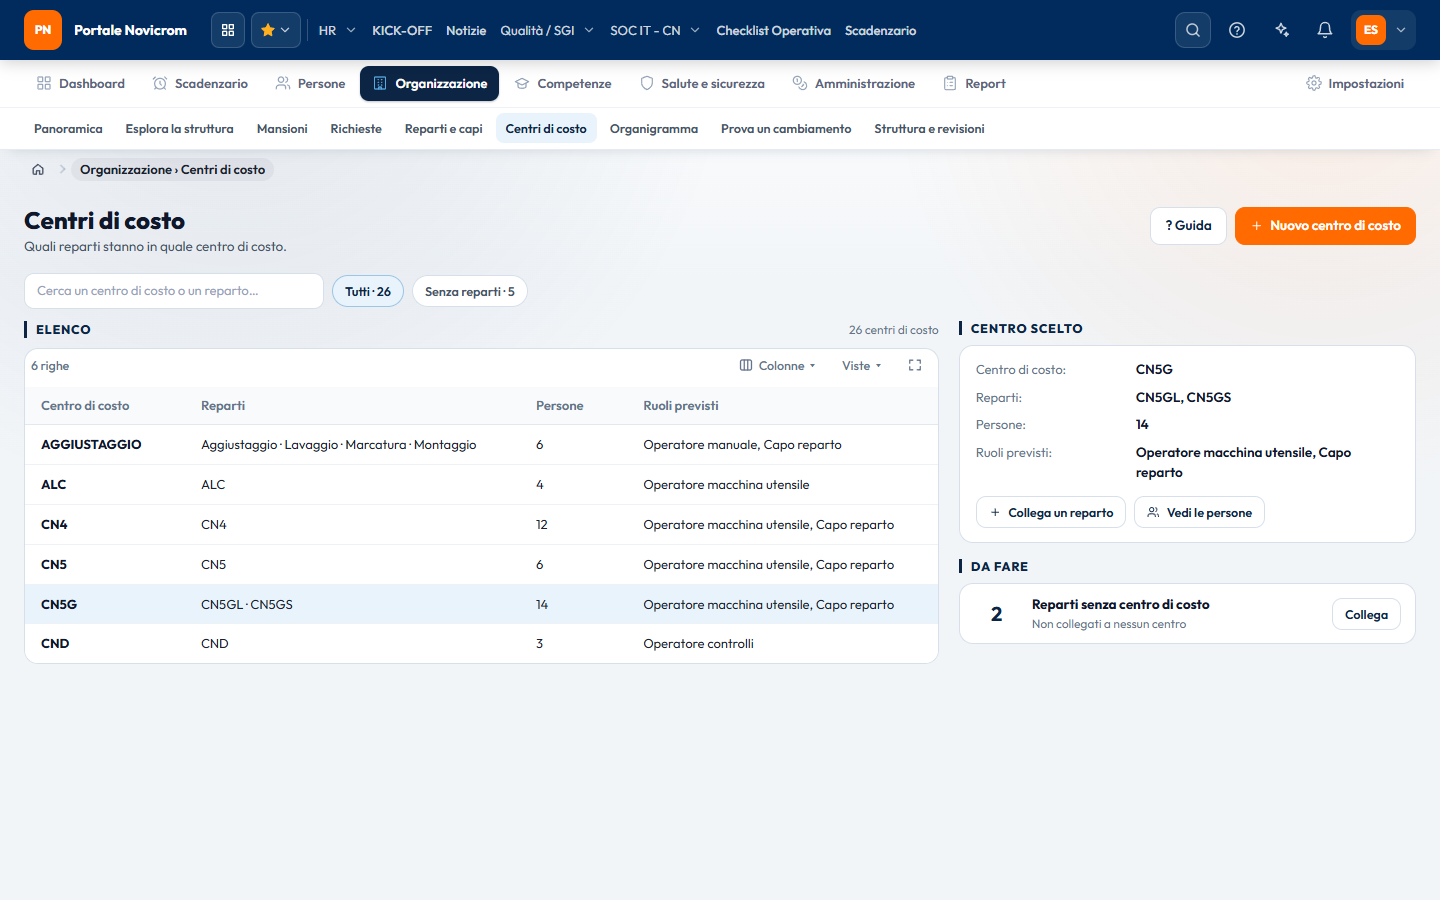 PN Portale Novicrom HR KICK-OFF Notizie Qualità / SGI SOC IT - CN Checklist Operativa Scadenzario ES
Dashboard Scadenzario Persone Organizzazione Competenze Salute e sicurezza Amministrazione Report Impostazioni
Panoramica Esplora la struttura Mansioni Richieste Reparti e capi Centri di costo Organigramma Prova un cambiamento Struttura e revisioni
Organizzazione › Centri di costo
Centri di costo
Quali reparti stanno in quale centro di costo.
? Guida
+ Nuovo centro di costo
Cerca un centro di costo o un reparto…
Tutti · 26
Senza reparti · 5
ELENCO
26 centri di costo
6 righe
Colonne
Viste
Centro di costo Reparti Persone Ruoli previsti
AGGIUSTAGGIO Aggiustaggio · Lavaggio · Marcatura · Montaggio 6 Operatore manuale, Capo reparto
ALC ALC 4 Operatore macchina utensile
CN4 CN4 12 Operatore macchina utensile, Capo reparto
CN5 CN5 6 Operatore macchina utensile, Capo reparto
CN5G CN5GL · CN5GS 14 Operatore macchina utensile, Capo reparto
CND CND 3 Operatore controlli
CENTRO SCELTO
Centro di costo: CN5G
Reparti: CN5GL, CN5GS
Persone: 14
Ruoli previsti: Operatore macchina utensile, Capo
reparto
+ Collega un reparto
Vedi le persone
DA FARE
2
Reparti senza centro di costo
Non collegati a nessun centro
Collega